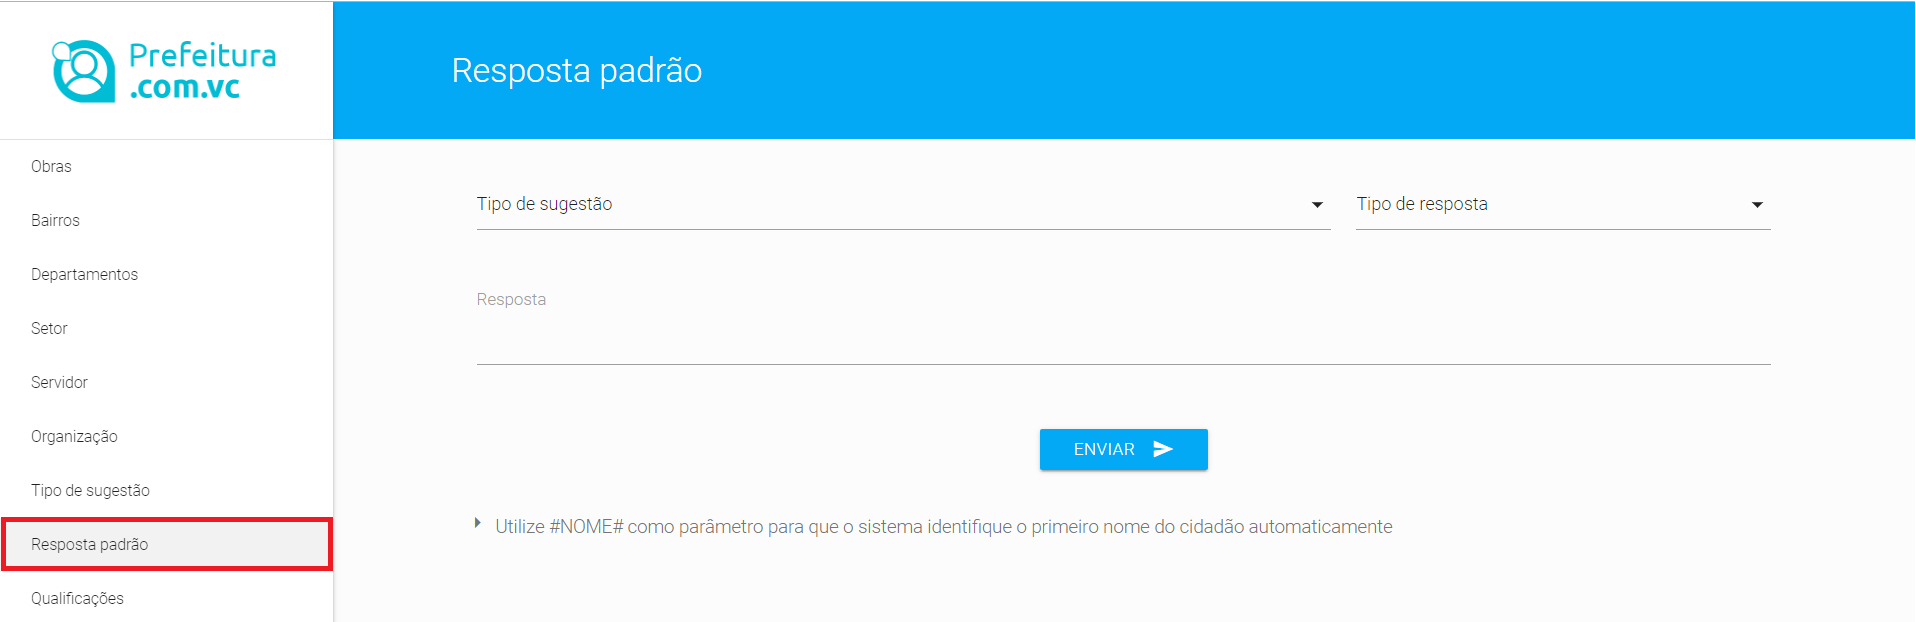 Prefeitura
.com.vc
Resposta padrão
Obras
Bairros
Departamentos
Setor
Servidor
Organização
Tipo de sugestão
Resposta padrão
Qualificações
Tipo de sugestão
Tipo de resposta
Resposta
ENVIAR
Utilize #NOME# como parâmetro para que o sistema identifique o primeiro nome do cidadão automaticamente